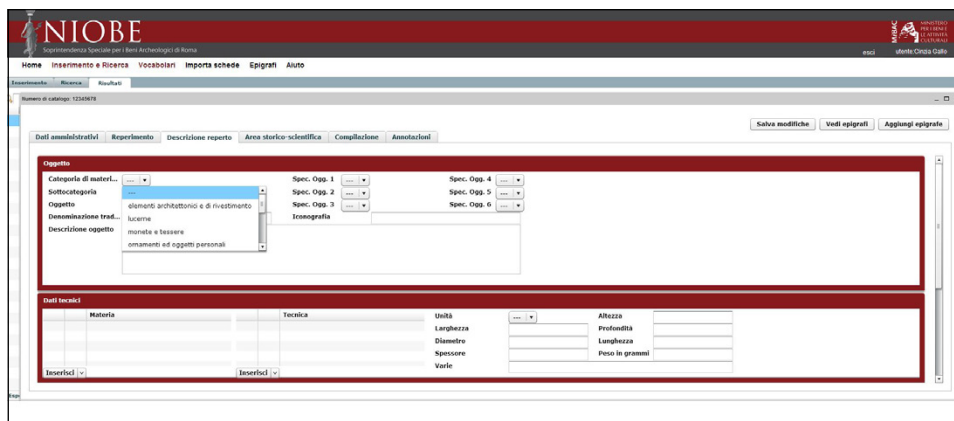 NIOBE
Soprintendenza Speciale per i Beni Archeologici di Roma
MiBAC
MINISTERO
PER I BENI E
LE ATTIVITÀ
CULTURALI
esci utente:Cinzia Gallo
Home Inserimento e Ricerca Vocabolari Importa schede Epigrafi Aiuto
Inserimento Ricerca Risultati
Numero di catalogo: 12345678
Salva modifiche Vedi epigrafi Aggiungi epigrafe
Dati amministrativi Reperimento Descrizione reperto Area storico-scientifica Compilazione Annotazioni
Oggetto
Categoria di materi... --- Spec. Ogg. 1 --- Spec. Ogg. 4 ---
Sottocategoria --- Spec. Ogg. 2 --- Spec. Ogg. 5 ---
Oggetto elementi architettonici e di rivestimento Spec. Ogg. 3 --- Spec. Ogg. 6 ---
Denominazione trad... lucerne Iconografia
Descrizione oggetto monete e tessere
ornamenti ed oggetti personali
Dati tecnici
Materia Tecnica Unità --- Altezza
Larghezza Profondità
Diametro Lunghezza
Spessore Peso in grammi
Varie
Inserisci Inserisci